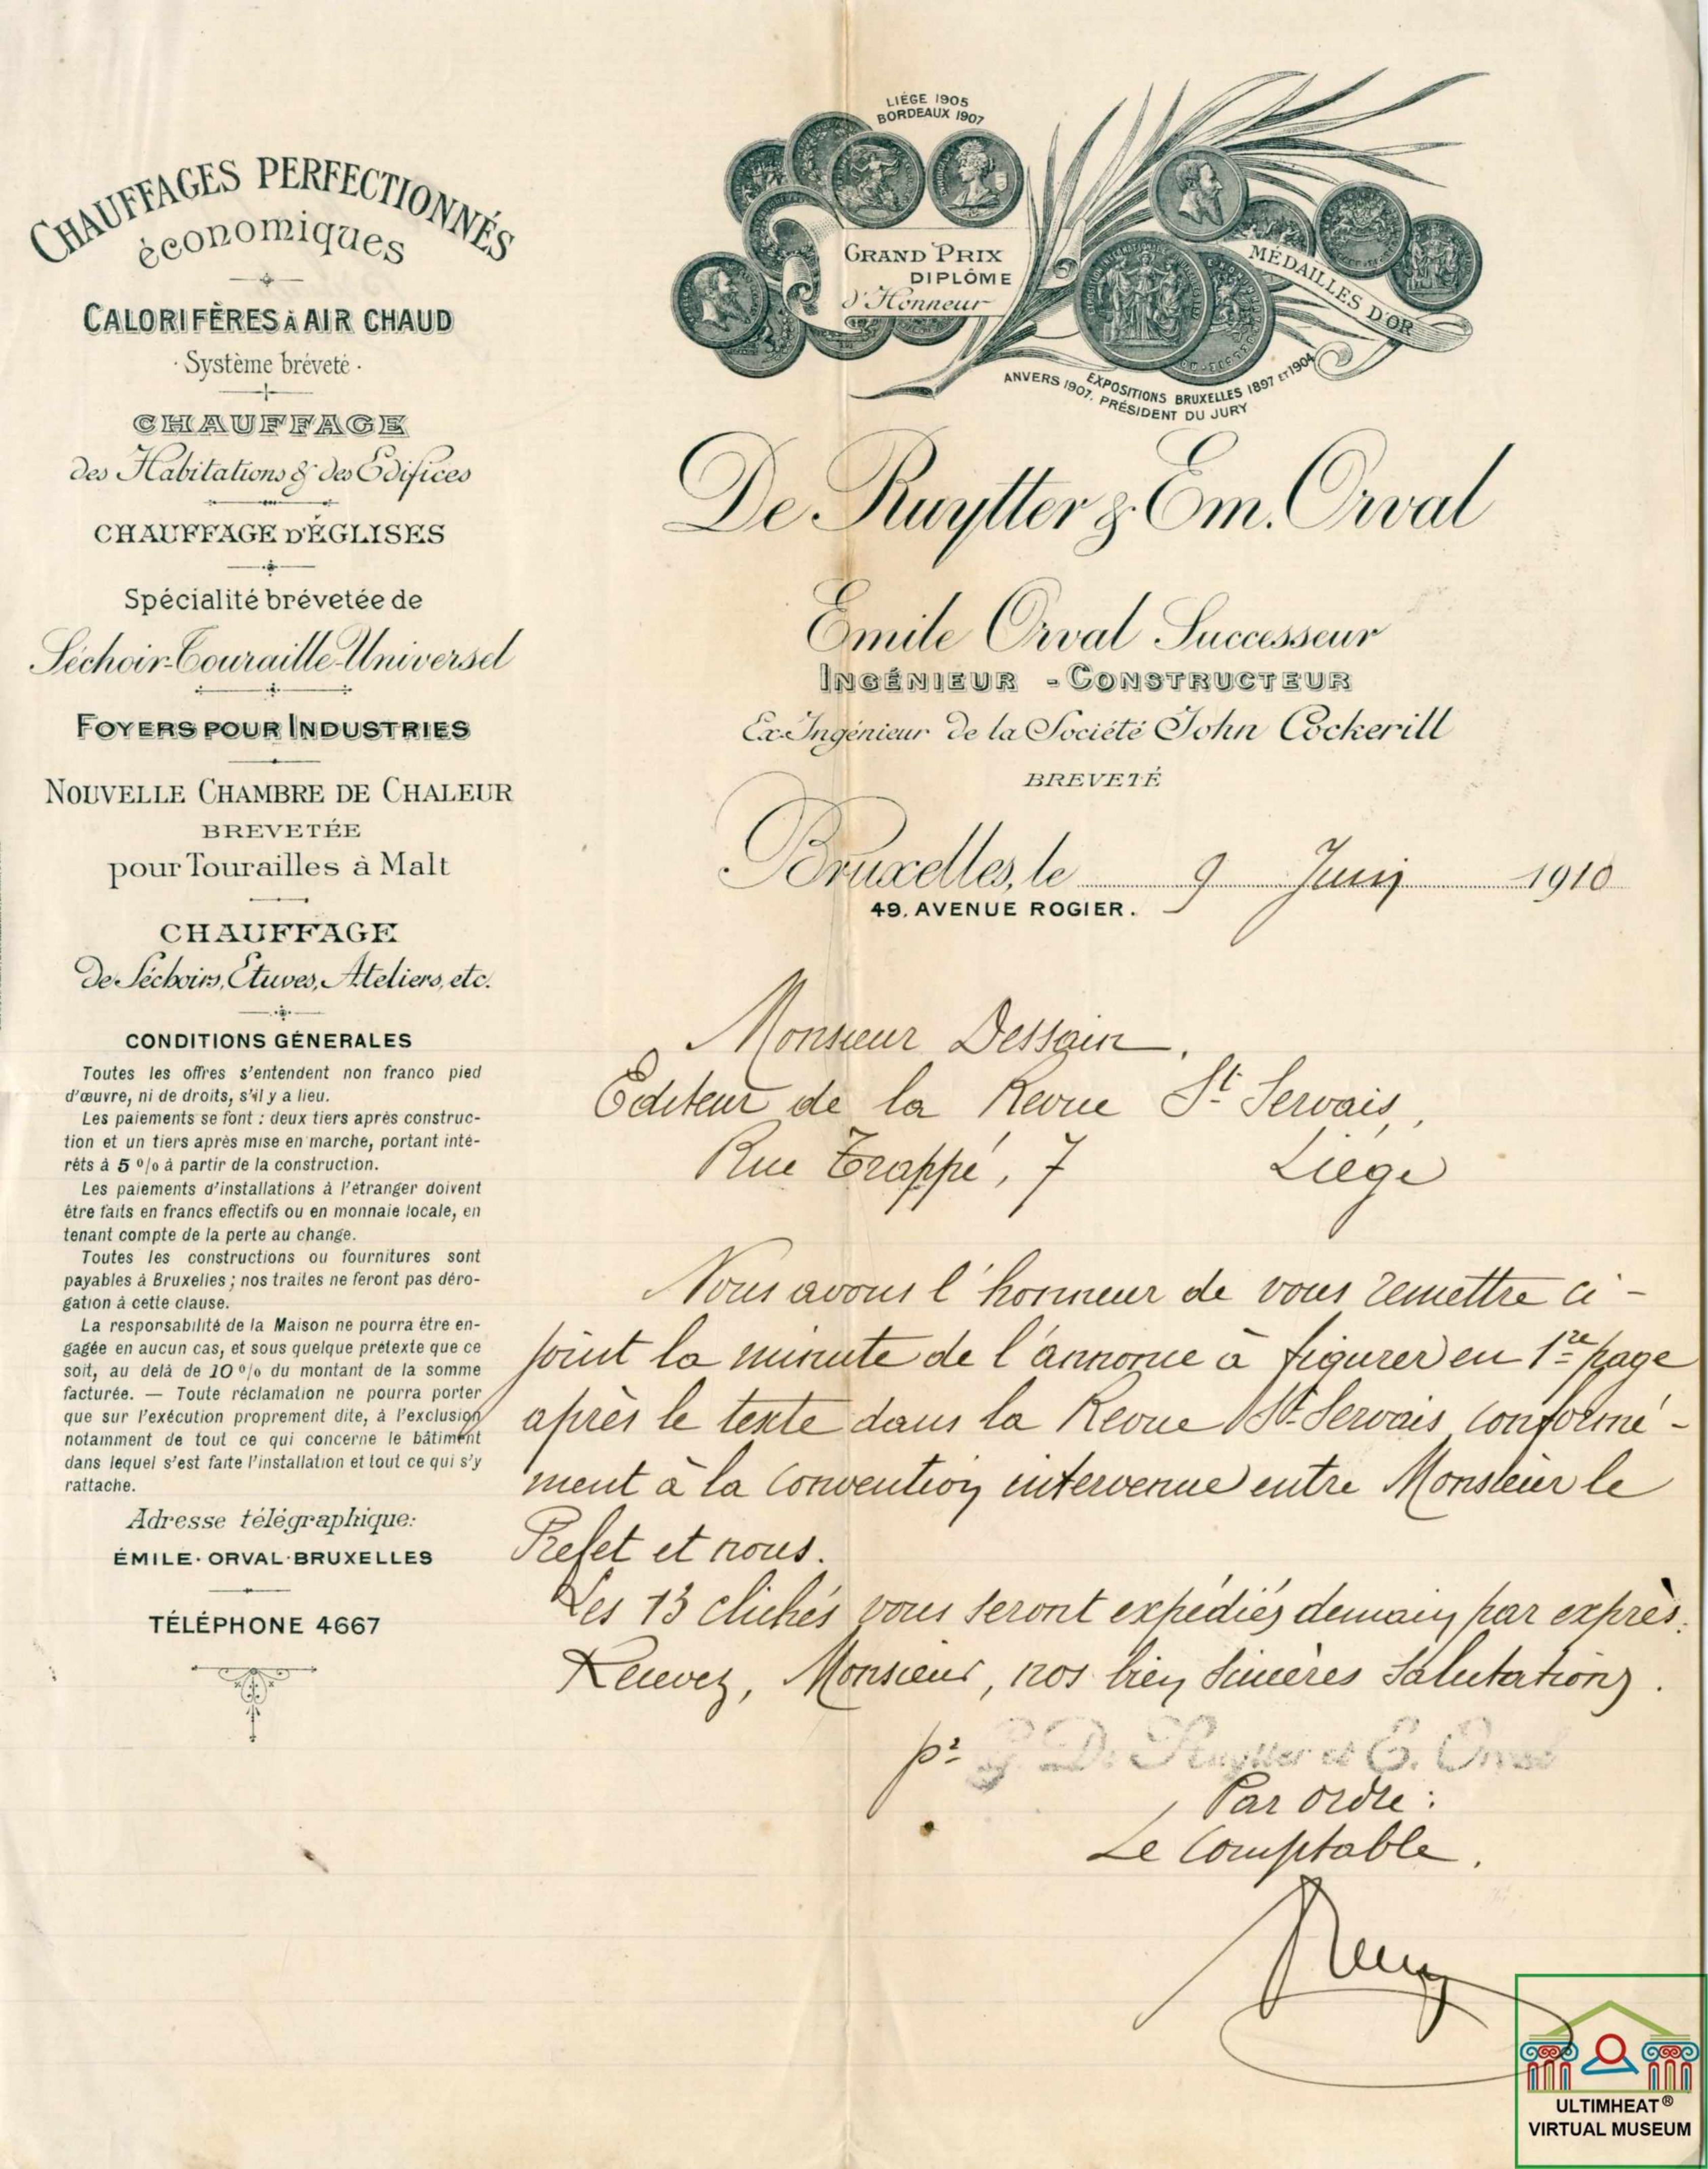 CHAUFFAGES PERFECTIONNÉS
économiques
CALORIFÈRES À AIR CHAUD
· Système bréveté ·
CHAUFFAGE
des Habitations & des Edifices
CHAUFFAGE D'ÉGLISES
Spécialité brévetée de
Séchoir-Touraille Universel
FOYERS POUR INDUSTRIES
NOUVELLE CHAMBRE DE CHALEUR
BREVETÉE
pour Tourailles à Malt
CHAUFFAGE
De Séchoirs, Etuves, Ateliers, etc.
CONDITIONS GÉNERALES
Toutes les offres s'entendent non franco pied
d'œuvre, ni de droits, s'il y a lieu.
Les paiements se font : deux tiers après construc-
tion et un tiers après mise en marche, portant inté-
rêts à 5 % à partir de la construction.
Les paiements d'installations à l'étranger doivent
être faits en francs effectifs ou en monnaie locale, en
tenant compte de la perte au change.
Toutes les constructions ou fournitures sont
payables à Bruxelles ; nos traites ne feront pas déro-
gation à cette clause.
La responsabilité de la Maison ne pourra être en-
gagée en aucun cas, et sous quelque prétexte que ce
soit, au delà de 10 % du montant de la somme
facturée. — Toute réclamation ne pourra porter
que sur l'exécution proprement dite, à l'exclusion
notamment de tout ce qui concerne le bâtiment
dans lequel s'est faite l'installation et tout ce qui s'y
rattache.
Adresse télégraphique:
ÉMILE·ORVAL·BRUXELLES
TÉLÉPHONE 4667
LIÉGE 1905
BORDEAUX 1907
GRAND PRIX
DIPLÔME
d'Honneur
MÉDAILLES D'OR
EXPOSITIONS BRUXELLES 1897 ET 1904
ANVERS 1907. PRÉSIDENT DU JURY
De Ruytter & Em. Orval
Emile Orval Successeur
INGÉNIEUR - CONSTRUCTEUR
Ex-Ingénieur de la Société John Cockerill
BREVETÉ
Bruxelles, le 9 Juin 1910
49, AVENUE ROGIER.
Monsieur Dessain,
Editeur de la Revue St Servais,
Rue Trappé, 7 Liége
Nous avons l'honneur de vous remettre ci-
joint la minute de l'annonce à figurer en 1re page
après le texte dans la Revue St Servais conformé-
ment à la convention intervenue entre Monsieur le
Prefet et nous.
Les 13 clichés vous seront expédiés demain par exprès.
Recevez, Monsieur, nos bien sincères salutations.
pr J. De Ruytter et E. Orval
Par ordre :
Le Comptable.
ULTIMHEAT®
VIRTUAL MUSEUM